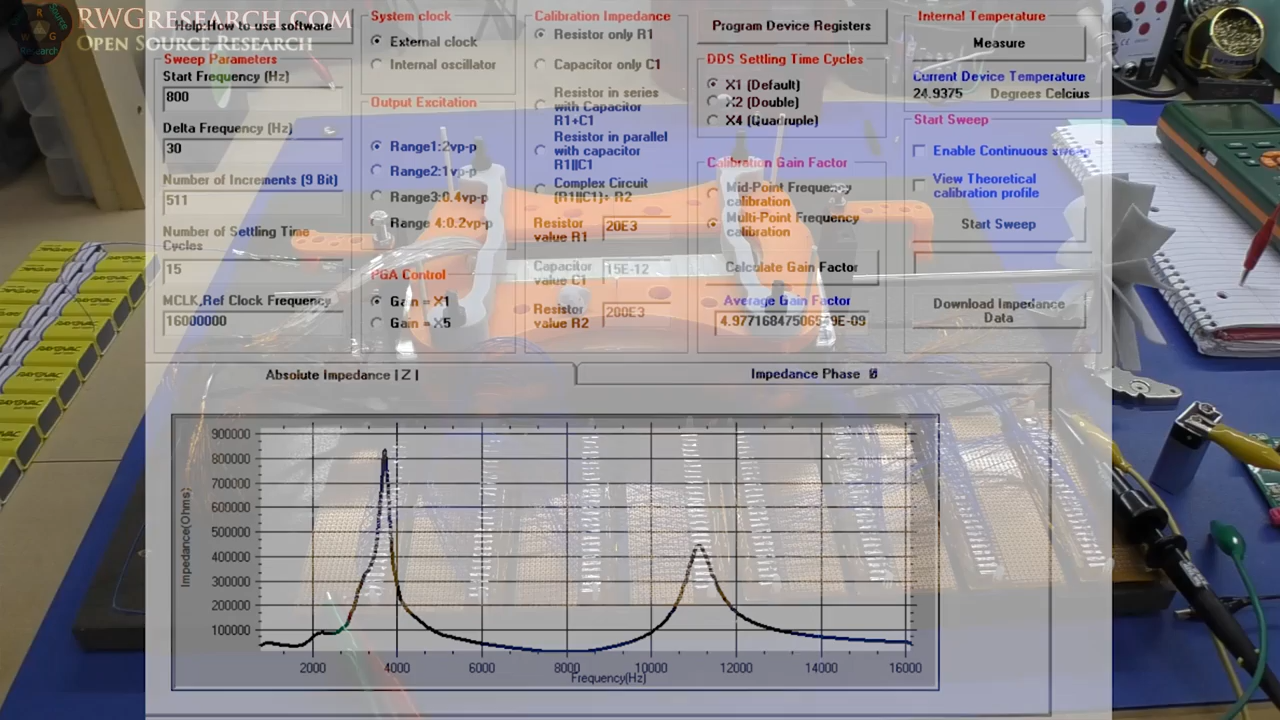 RWGRESEARCH.COM
OPEN SOURCE RESEARCH
R
W G
Research
Help:How to use software
Sweep Parameters
Start Frequency (Hz)
800
Delta Frequency (Hz)
30
Number of Increments (9 Bit)
511
Number of Settling Time
Cycles
15
MCLK,Ref Clock Frequency
16000000
System clock
External clock
Internal oscillator
Output Excitation
Range1:2vp-p
Range2:1vp-p
Range3:0.4vp-p
Range 4:0.2vp-p
PGA Control
Gain = X1
Gain = X5
Calibration Impedance
Resistor only R1
Capacitor only C1
Resistor in series
with Capacitor
R1+C1
Resistor in parallel
with capacitor
R1||C1
Complex Circuit
(R1||C1)+ R2
Resistor
value R1
20E3
Capacitor
value C1
15E-12
Resistor
value R2
200E3
Program Device Registers
DDS Settling Time Cycles
X1 (Default)
X2 (Double)
X4 (Quadruple)
Calibration Gain Factor
Mid-Point Frequency
calibration
Multi-Point Frequency
calibration
Calculate Gain Factor
Average Gain Factor
Internal Temperature
Measure
Current Device Temperature
24.9375 Degrees Celcius
Start Sweep
Enable Continuous sweep
View Theoretical
calibration profile
Start Sweep
Download Impedance
Data
Absolute Impedance |Z|
Impedance Phase Ø
Impedance(Ohms)
900000
800000
700000
600000
500000
400000
300000
200000
100000
2000 4000 6000 8000 10000 12000 14000 16000
Frequency(Hz)
RAYOVAC
RAYOVAC